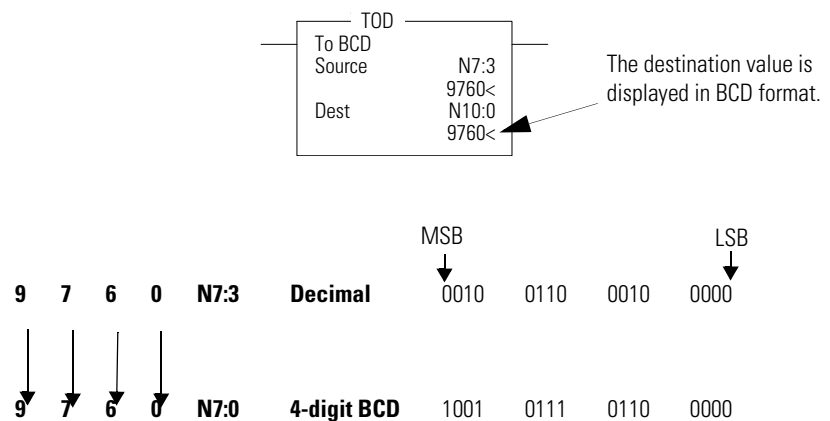 TOD
To BCD
Source N7:3
9760<
Dest N10:0
9760<
The destination value is
displayed in BCD format.
MSB LSB
9 7 6 0 N7:3 Decimal 0010 0110 0010 0000
9 7 6 0 N7:0 4-digit BCD 1001 0111 0110 0000